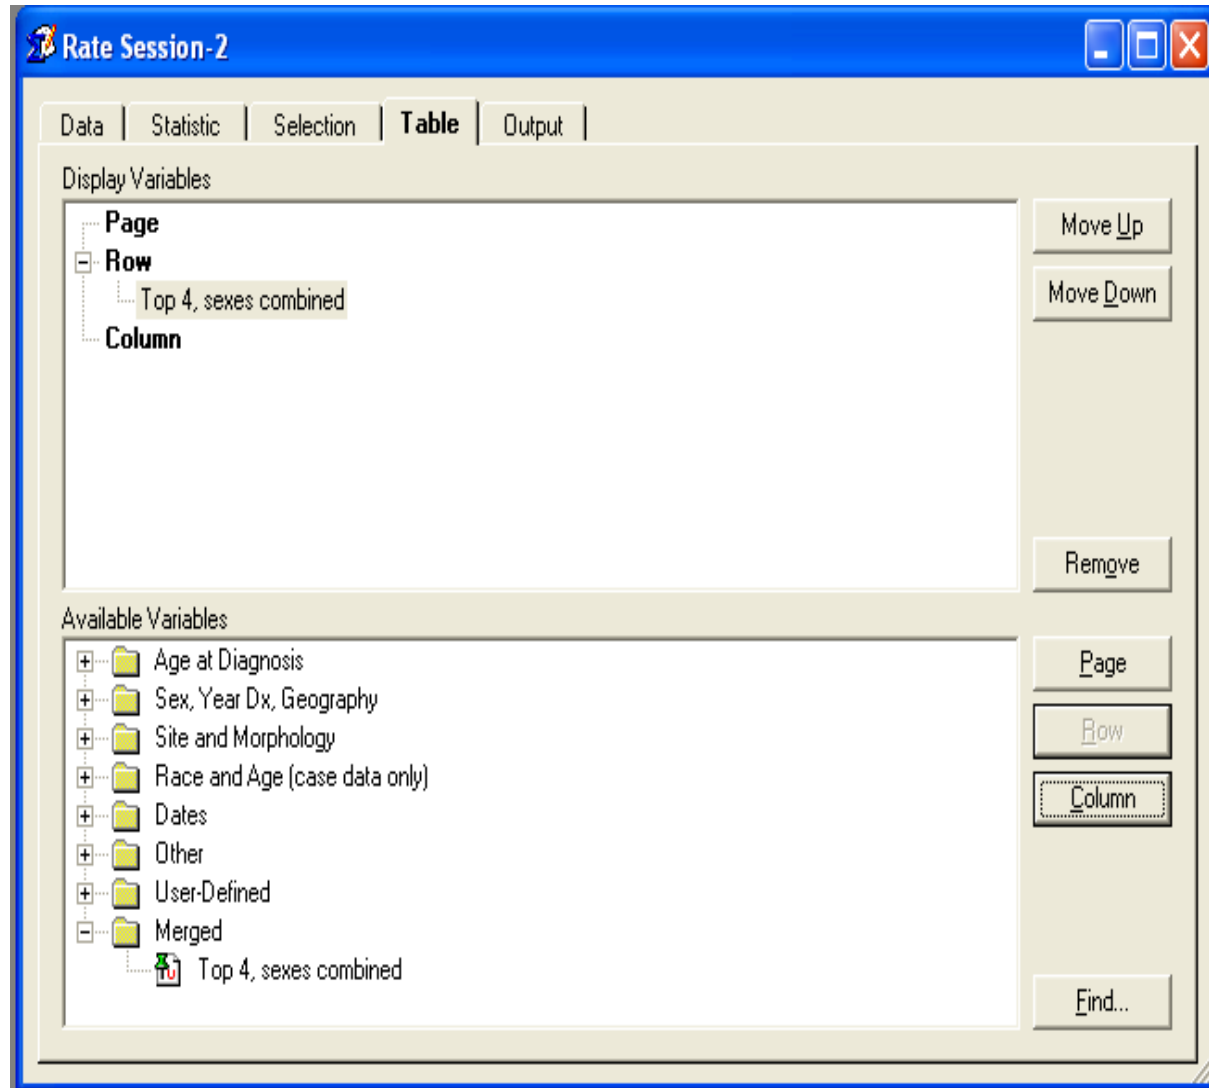 Rate Session-2
Data Statistic Selection Table Output
Display Variables
Page
Row
Top 4, sexes combined
Column
Move Up
Move Down
Remove
Available Variables
Age at Diagnosis
Sex, Year Dx, Geography
Site and Morphology
Race and Age (case data only)
Dates
Other
User-Defined
Merged
Top 4, sexes combined
Page
Row
Column
Find...